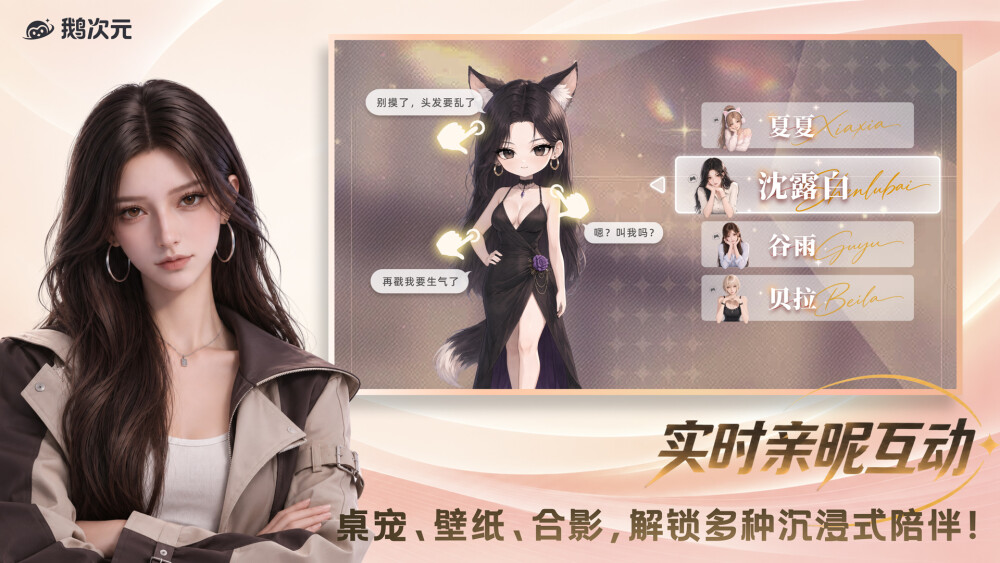 鹅次元
别摸了，头发要乱了
嗯？叫我吗？
再戳我要生气了
夏夏 Xiaxia
沈露白 Shenlubai
谷雨 Guyu
贝拉 Beila
实时亲昵互动
桌宠、壁纸、合影，解锁多种沉浸式陪伴！